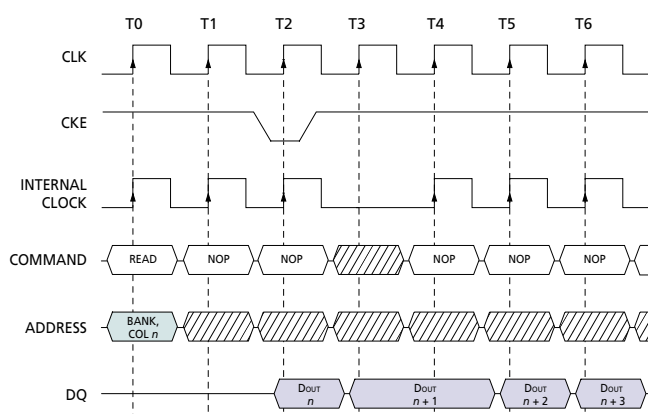 T0 T1 T2 T3 T4 T5 T6
CLK
CKE
INTERNAL
CLOCK
COMMAND READ NOP NOP NOP NOP NOP
ADDRESS BANK,
COL n
DQ DOUT DOUT DOUT DOUT
n n + 1 n + 2 n + 3